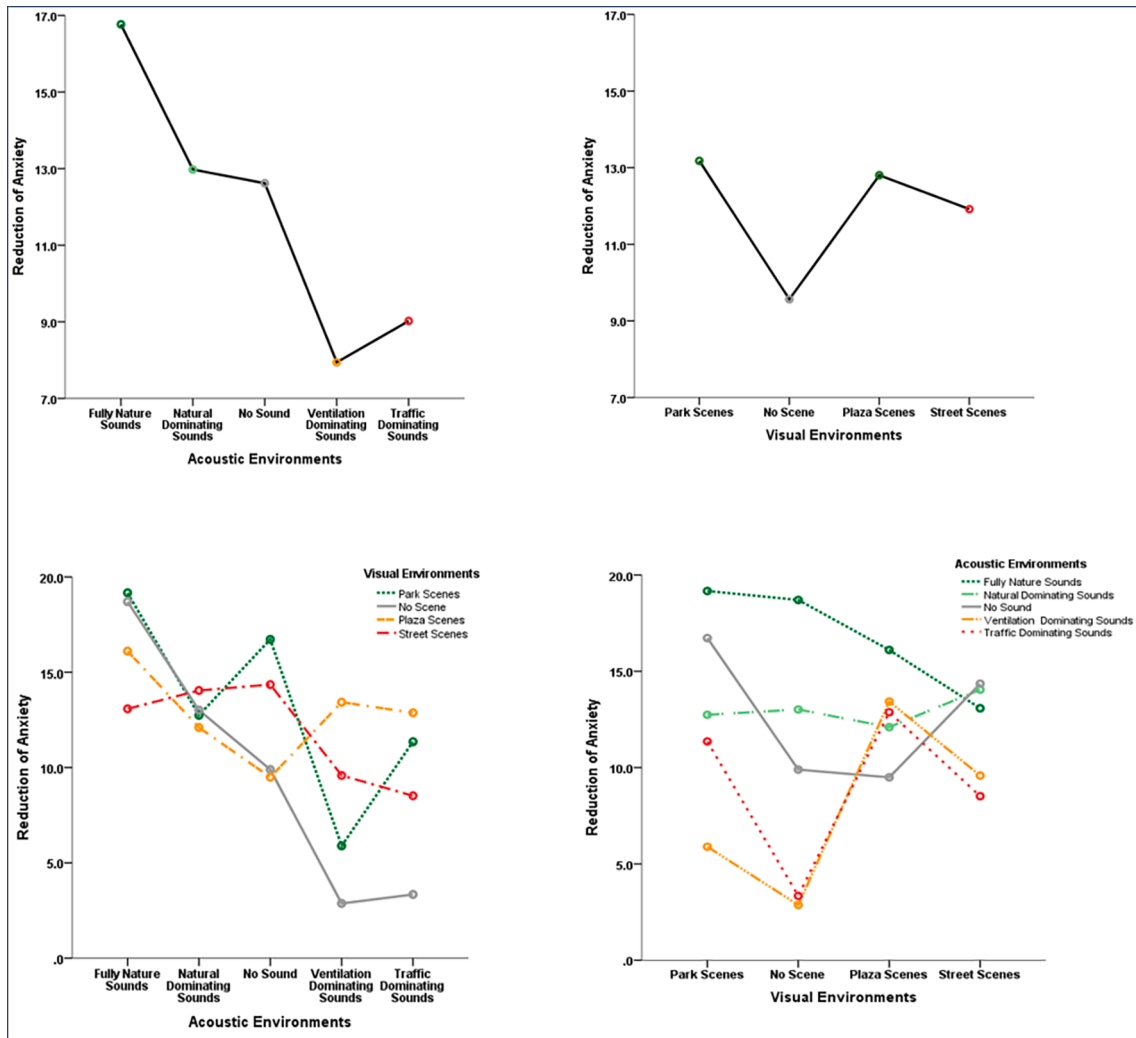 17.0
15.0
13.0
11.0
9.0
7.0
Reduction of Anxiety
Fully Nature
Sounds
Natural
Dominating
Sounds
No Sound
Ventilation
Dominating
Sounds
Traffic
Dominating
Sounds
Acoustic Environments
17.0
15.0
13.0
11.0
9.0
7.0
Reduction of Anxiety
Park Scenes
No Scene
Plaza Scenes
Street Scenes
Visual Environments
20.0
15.0
10.0
5.0
.0
Reduction of Anxiety
Visual Environments
Park Scenes
No Scene
Plaza Scenes
Street Scenes
Fully Nature
Sounds
Natural
Dominating
Sounds
No Sound
Ventilation
Dominating
Sounds
Traffic
Dominating
Sounds
Acoustic Environments
20.0
15.0
10.0
5.0
.0
Reduction of Anxiety
Acoustic Environments
Fully Nature Sounds
Natural Dominating Sounds
No Sound
Ventilation Dominating Sounds
Traffic Dominating Sounds
Park Scenes
No Scene
Plaza Scenes
Street Scenes
Visual Environments